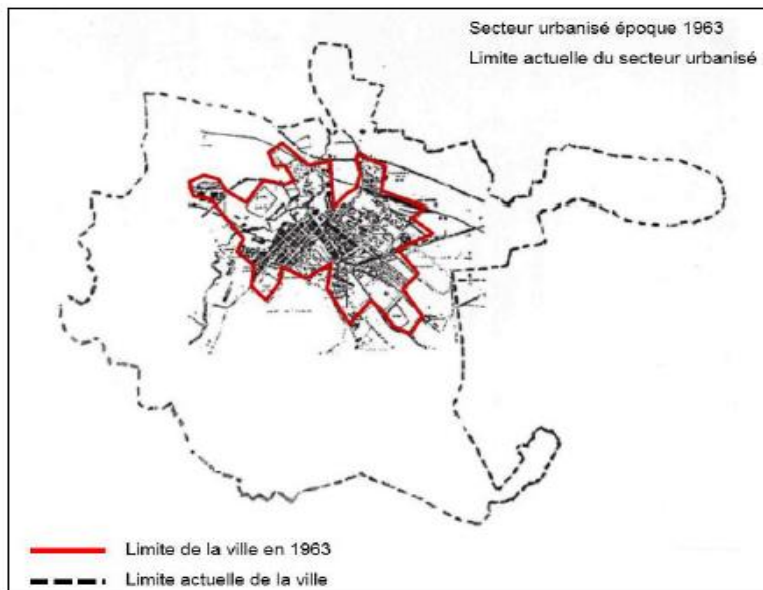 Secteur urbanisé époque 1963
Limite actuelle du secteur urbanisé
Limite de la ville en 1963
Limite actuelle de la ville